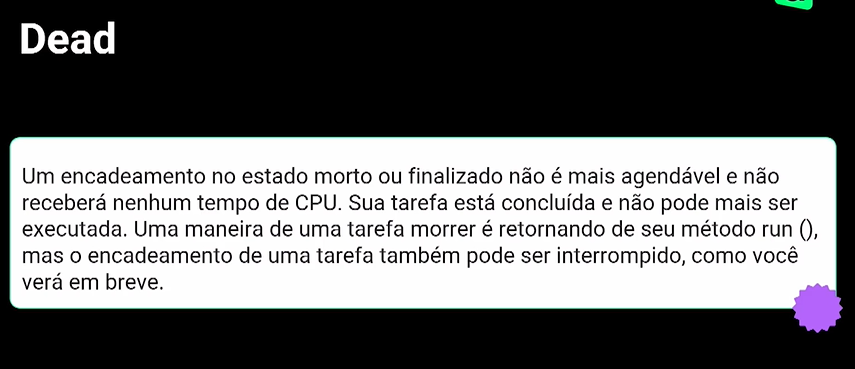 Dead
Um encadeamento no estado morto ou finalizado não é mais agendável e não
receberá nenhum tempo de CPU. Sua tarefa está concluída e não pode mais ser
executada. Uma maneira de uma tarefa morrer é retornando de seu método run (),
mas o encadeamento de uma tarefa também pode ser interrompido, como você
verá em breve.